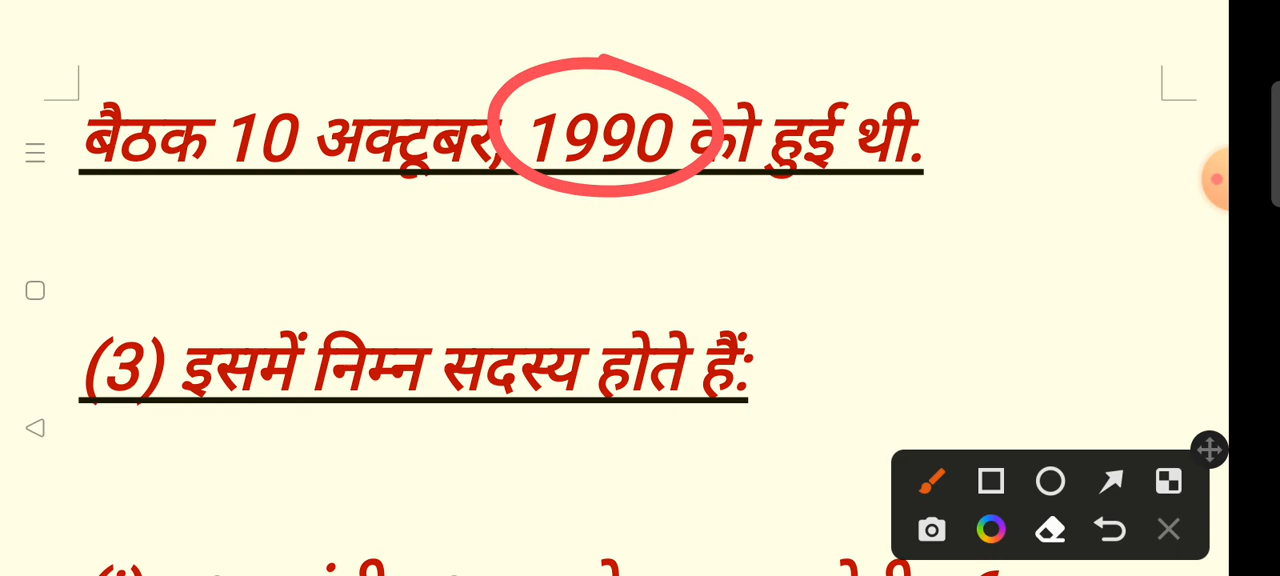 बैठक 10 अक्टूबर, 1990 को हुई थी.
(3) इसमें निम्न सदस्य होते हैं: